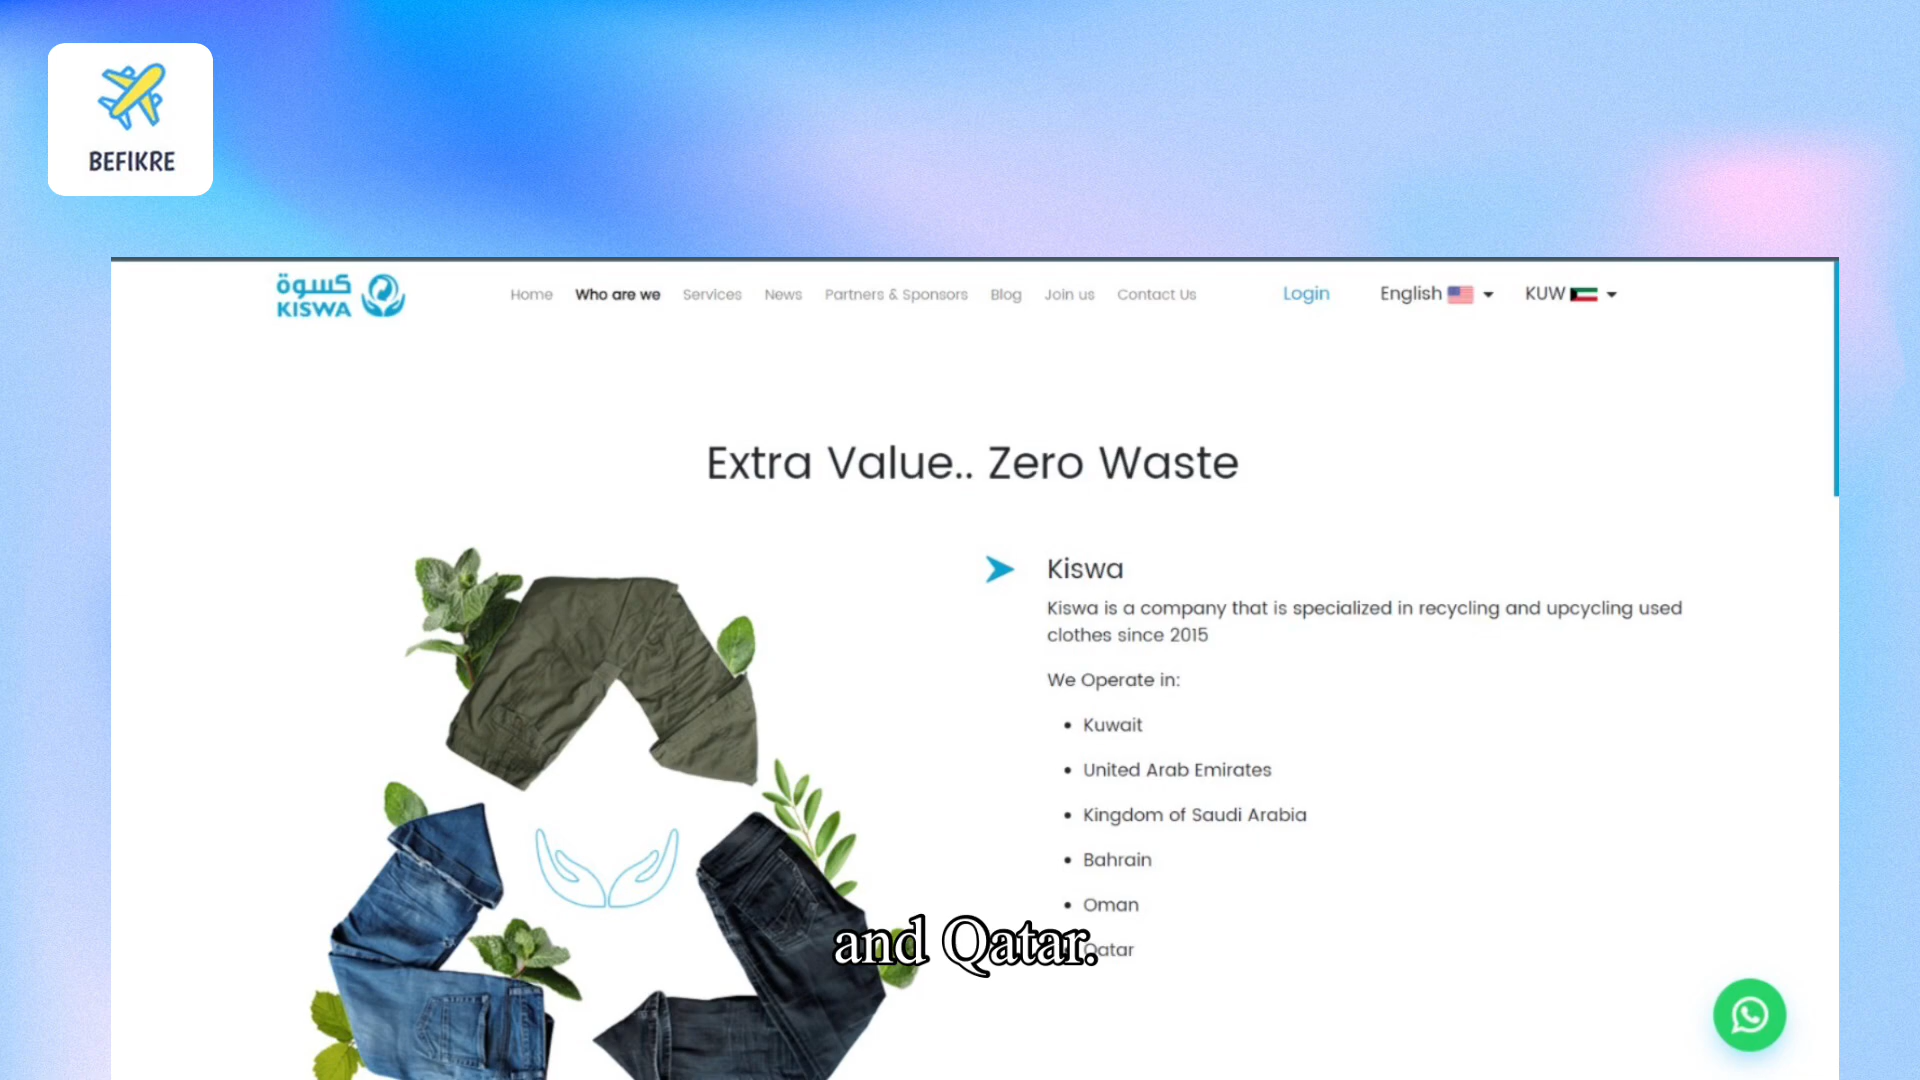 BEFIKRE
كسوة
KISWA
Home Who are we Services News Partners & Sponsors Blog Join us Contact Us Login English KUW
Extra Value.. Zero Waste
Kiswa
Kiswa is a company that is specialized in recycling and upcycling used
clothes since 2015
We Operate in:
• Kuwait
• United Arab Emirates
• Kingdom of Saudi Arabia
• Bahrain
• Oman
• Qatar
and Qatar.